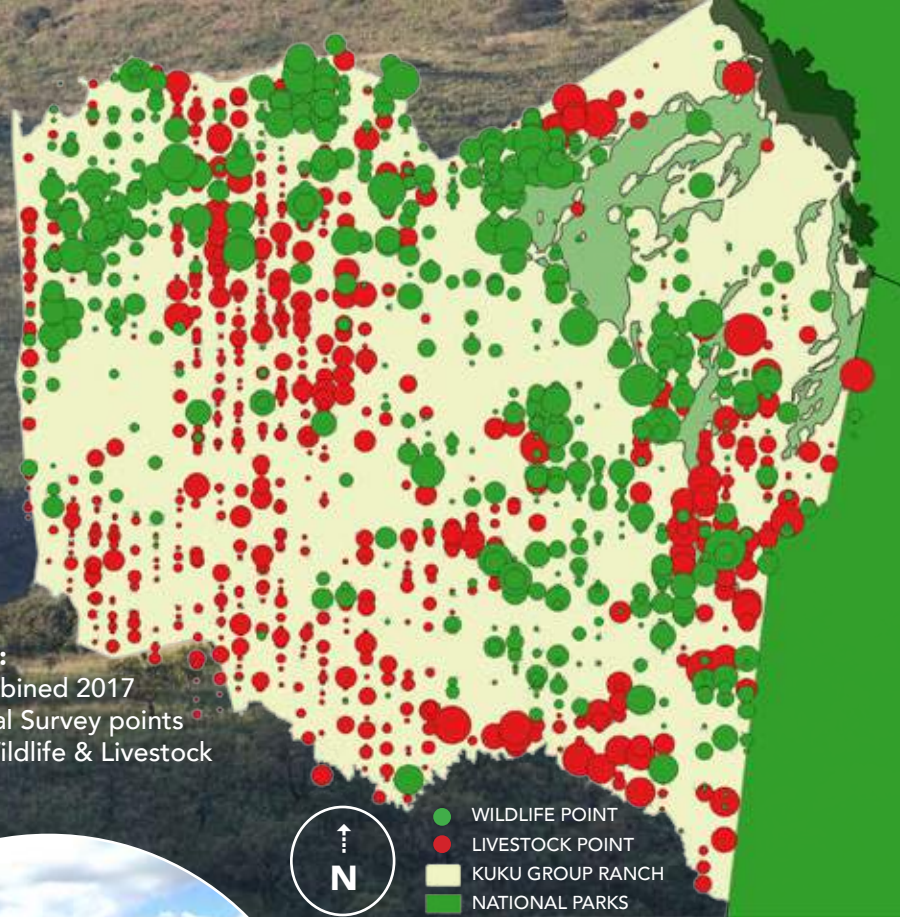 :
bined 2017
al Survey points
ildlife & Livestock
N
WILDLIFE POINT
LIVESTOCK POINT
KUKU GROUP RANCH
NATIONAL PARKS